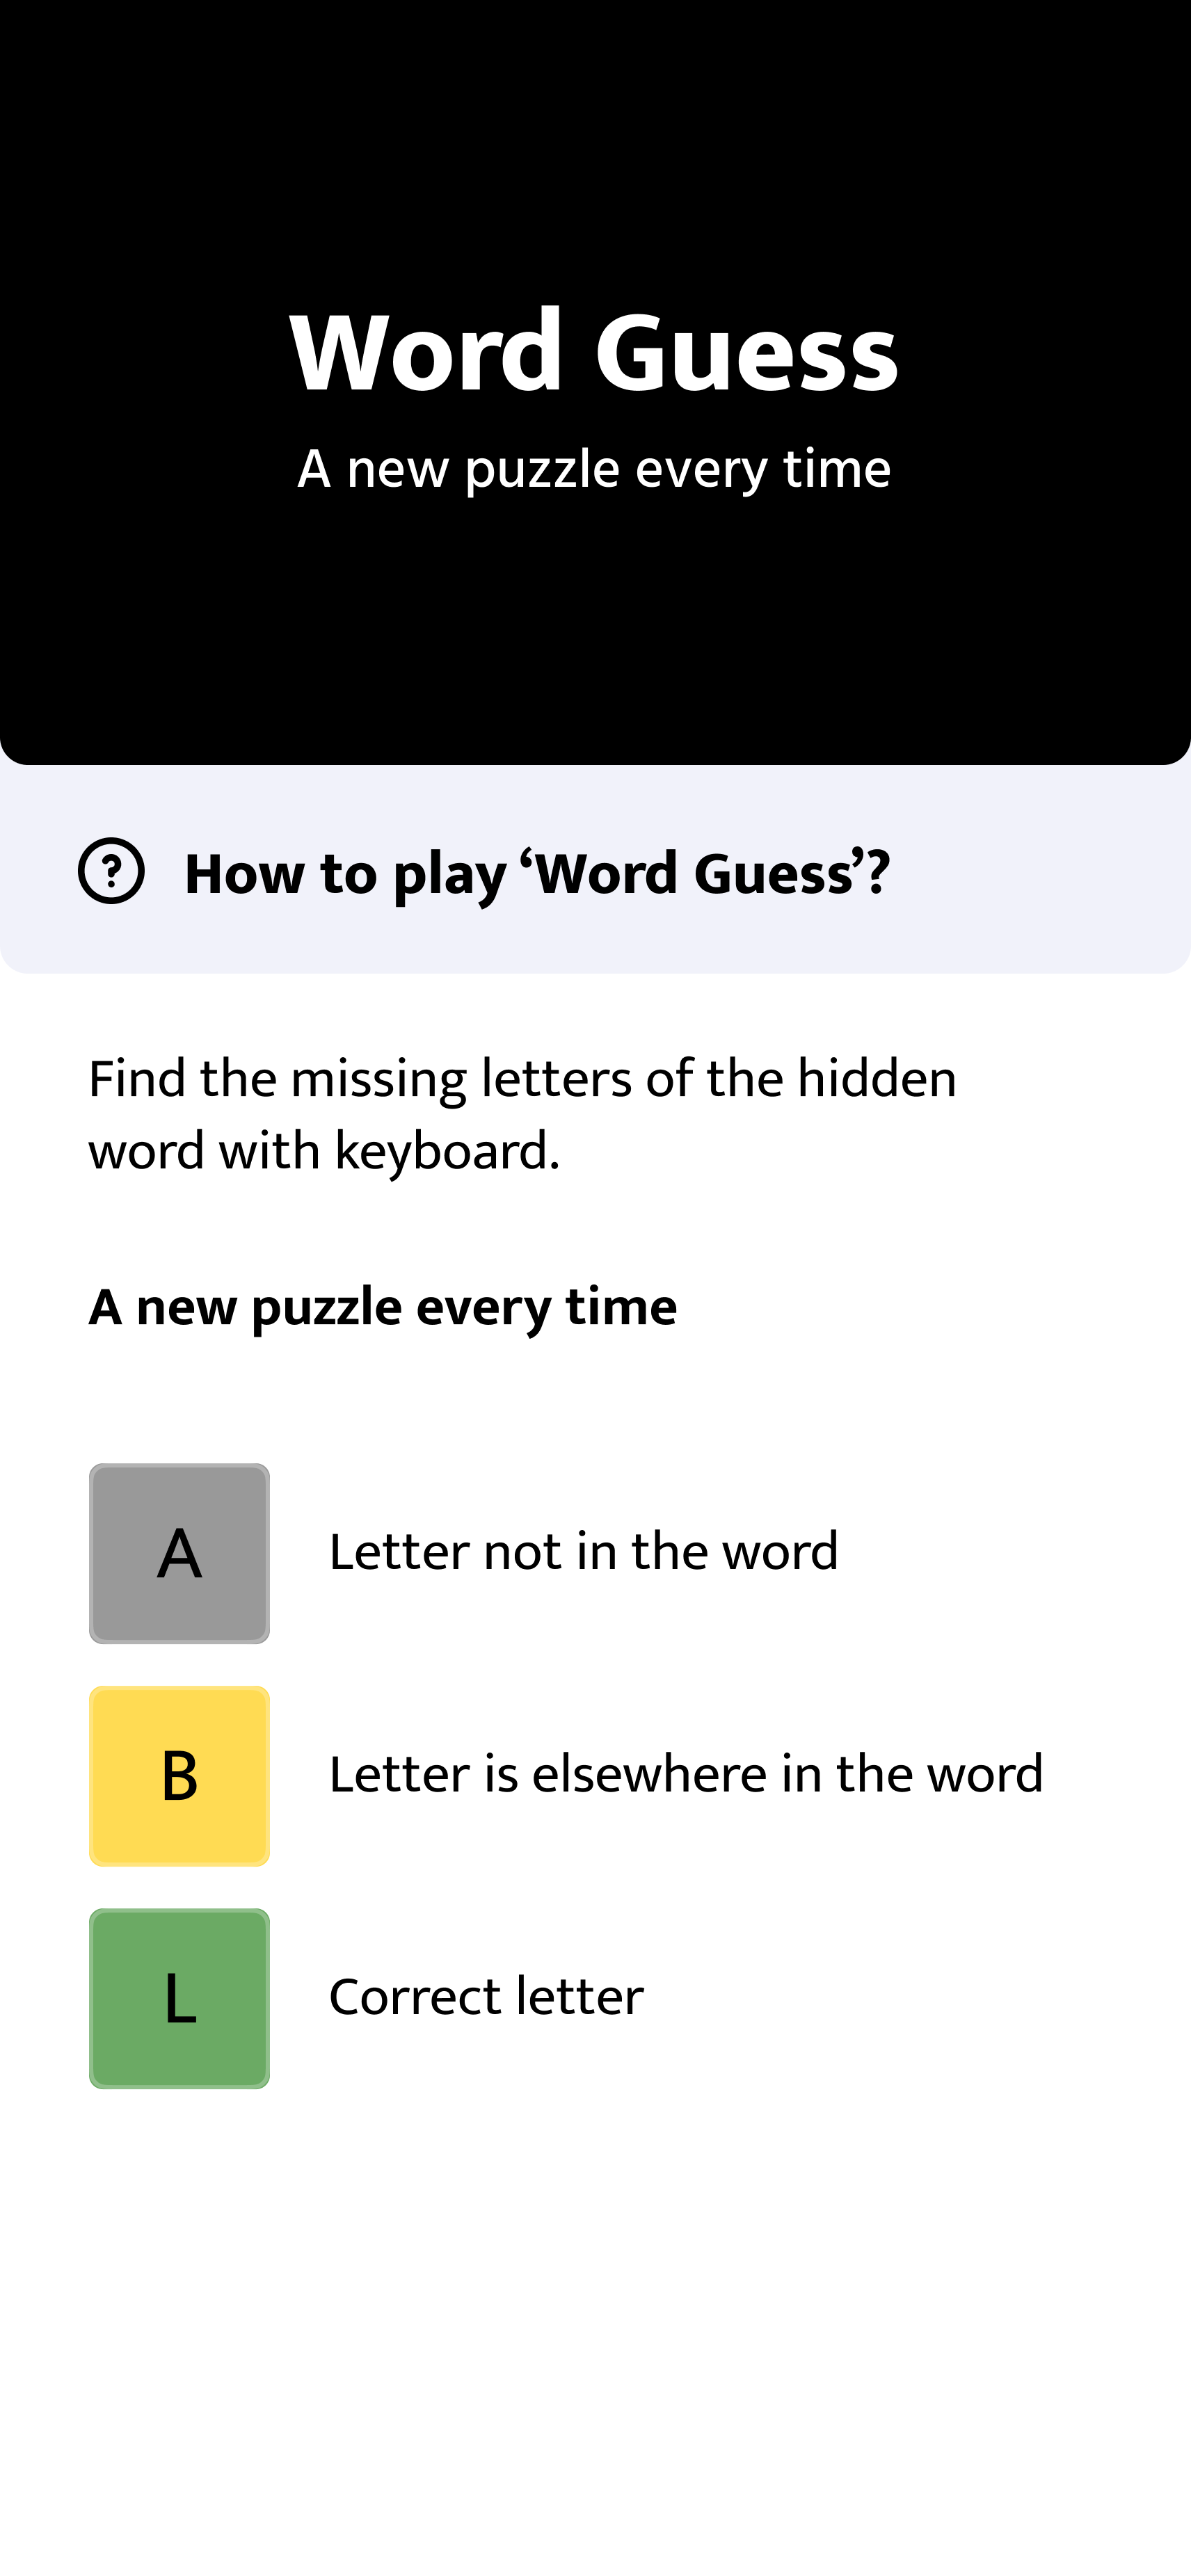 Word Guess
A new puzzle every time
? How to play ‘Word Guess’?
Find the missing letters of the hidden
word with keyboard.
A new puzzle every time
A Letter not in the word
B Letter is elsewhere in the word
L Correct letter